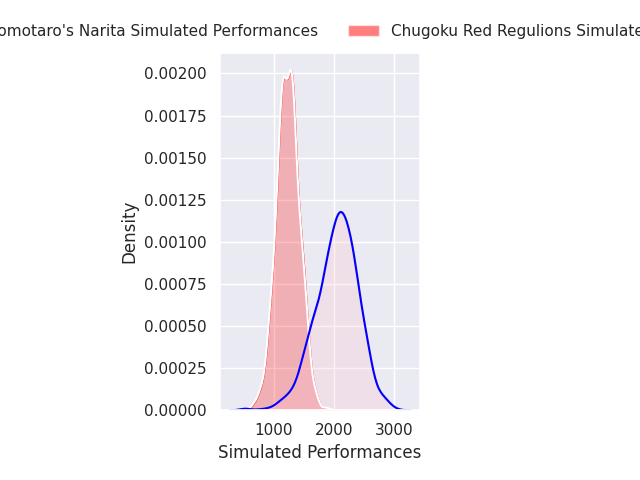 omotaro's Narita Simulated Performances
Chugoku Red Regulions Simulate
0.00200
0.00175
0.00150
0.00125
0.00100
0.00075
0.00050
0.00025
0.00000
Density
1000 2000 3000
Simulated Performances